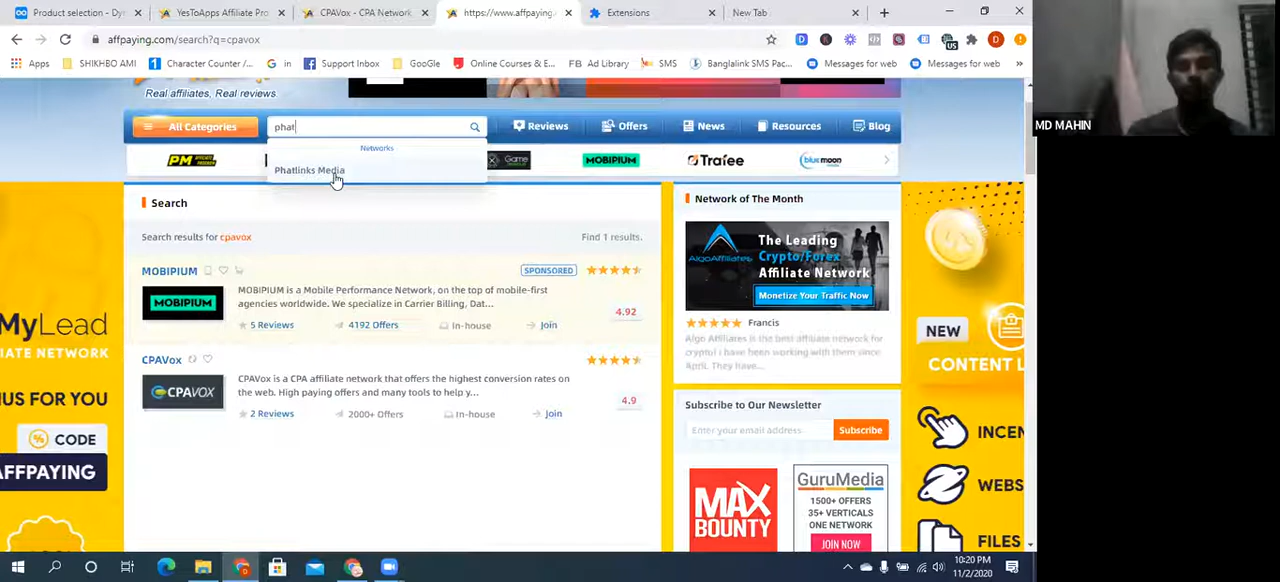 Product selection - Dy
YesToApps Affiliate Pro
CPAVox - CPA Network
https://www.affpaying.c
Extensions
New Tab
affpaying.com/search?q=cpavox
Apps
SHIKHBO AMI
Character Counter /...
in
Support Inbox
GooGle
Online Courses & E...
FB Ad Library
SMS
Banglalink SMS Pac...
Messages for web
Messages for web
US
D
MD MAHIN
Real affiliates, Real reviews.
All Categories
phat
Reviews
Offers
News
Resources
Blog
Networks
Phatlinks Media
PM
Game
MOBIPIUM
Traffee
blue moon
Search
Search results for cpavox
Find 1 results.
MOBIPIUM
SPONSORED
MOBIPIUM
MOBIPIUM is a Mobile Performance Network, on the top of mobile-first
agencies worldwide. We specialize in Carrier Billing, Dat...
4.92
5 Reviews
4192 Offers
In-house
Join
CPAVox
CPAVOX
CPAVox is a CPA affiliate network that offers the highest conversion rates on
the web. High paying offers and many tools to help y...
4.9
2 Reviews
2000+ Offers
In-house
Join
Network of The Month
AlgoAffiliates
The Leading
Crypto/Forex
Affiliate Network
Monetize Your Traffic Now
Francis
Algo Affiliates is the best affiliate network for
crypto! I have been working with them since
April. They have...
Subscribe to Our Newsletter
Enter your email address
Subscribe
MAX
BOUNTY
GuruMedia
1500+ OFFERS
35+ VERTICALS
ONE NETWORK
JOIN NOW
MyLead
IATE NETWORK
NUS FOR YOU
CODE
AFFPAYING
NEW
CONTENT L
INCEN
WEBS
FILES
10:20 PM
11/2/2020